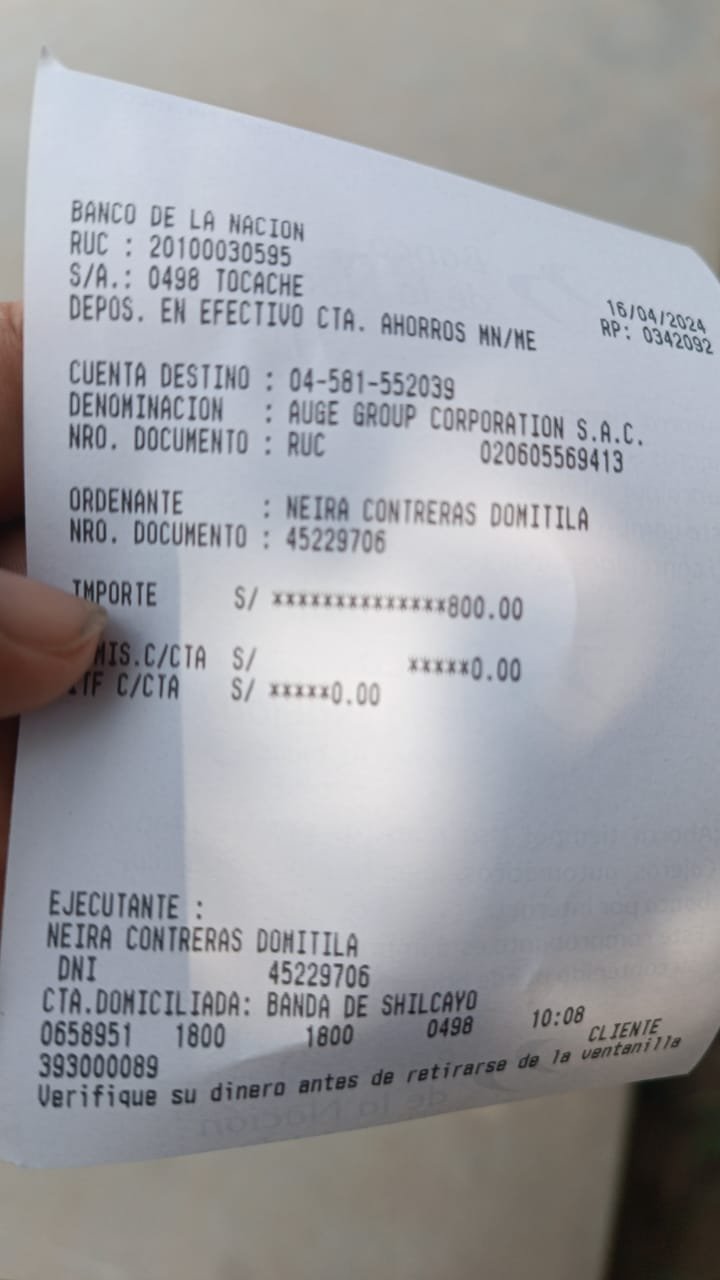 BANCO DE LA NACION
RUC : 20100030595
S/A.: 0498 TOCACHE
16/04/2024
DEPOS. EN EFECTIVO CTA. AHORROS MN/ME RP: 0342092
CUENTA DESTINO : 04-581-552039
DENOMINACION : AUGE GROUP CORPORATION S.A.C.
NRO. DOCUMENTO : RUC 020605569413
ORDENANTE : NEIRA CONTRERAS DOMITILA
NRO. DOCUMENTO : 45229706
IMPORTE S/ **************800.00
MIS.C/CTA S/ *****0.00
ITF C/CTA S/ *****0.00
EJECUTANTE :
NEIRA CONTRERAS DOMITILA
DNI 45229706
CTA.DOMICILIADA: BANDA DE SHILCAYO
0658951 1800 1800 0498 10:08
393000089 CLIENTE
Verifique su dinero antes de retirarse de la ventanilla